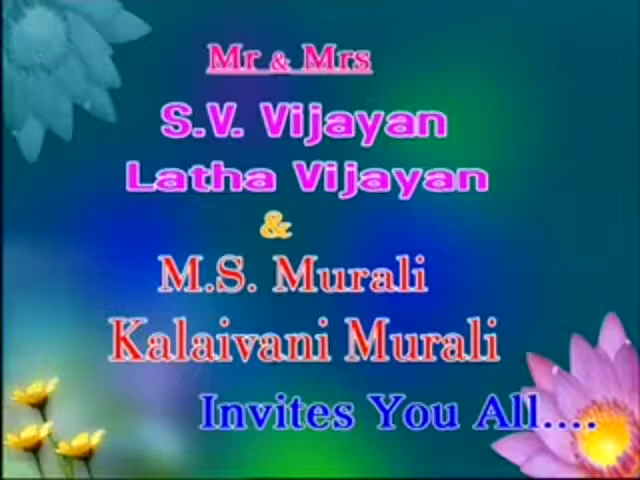 Mr & Mrs
S.V. Vijayan
Latha Vijayan
&
M.S. Murali
Kalaivani Murali
Invites You All....